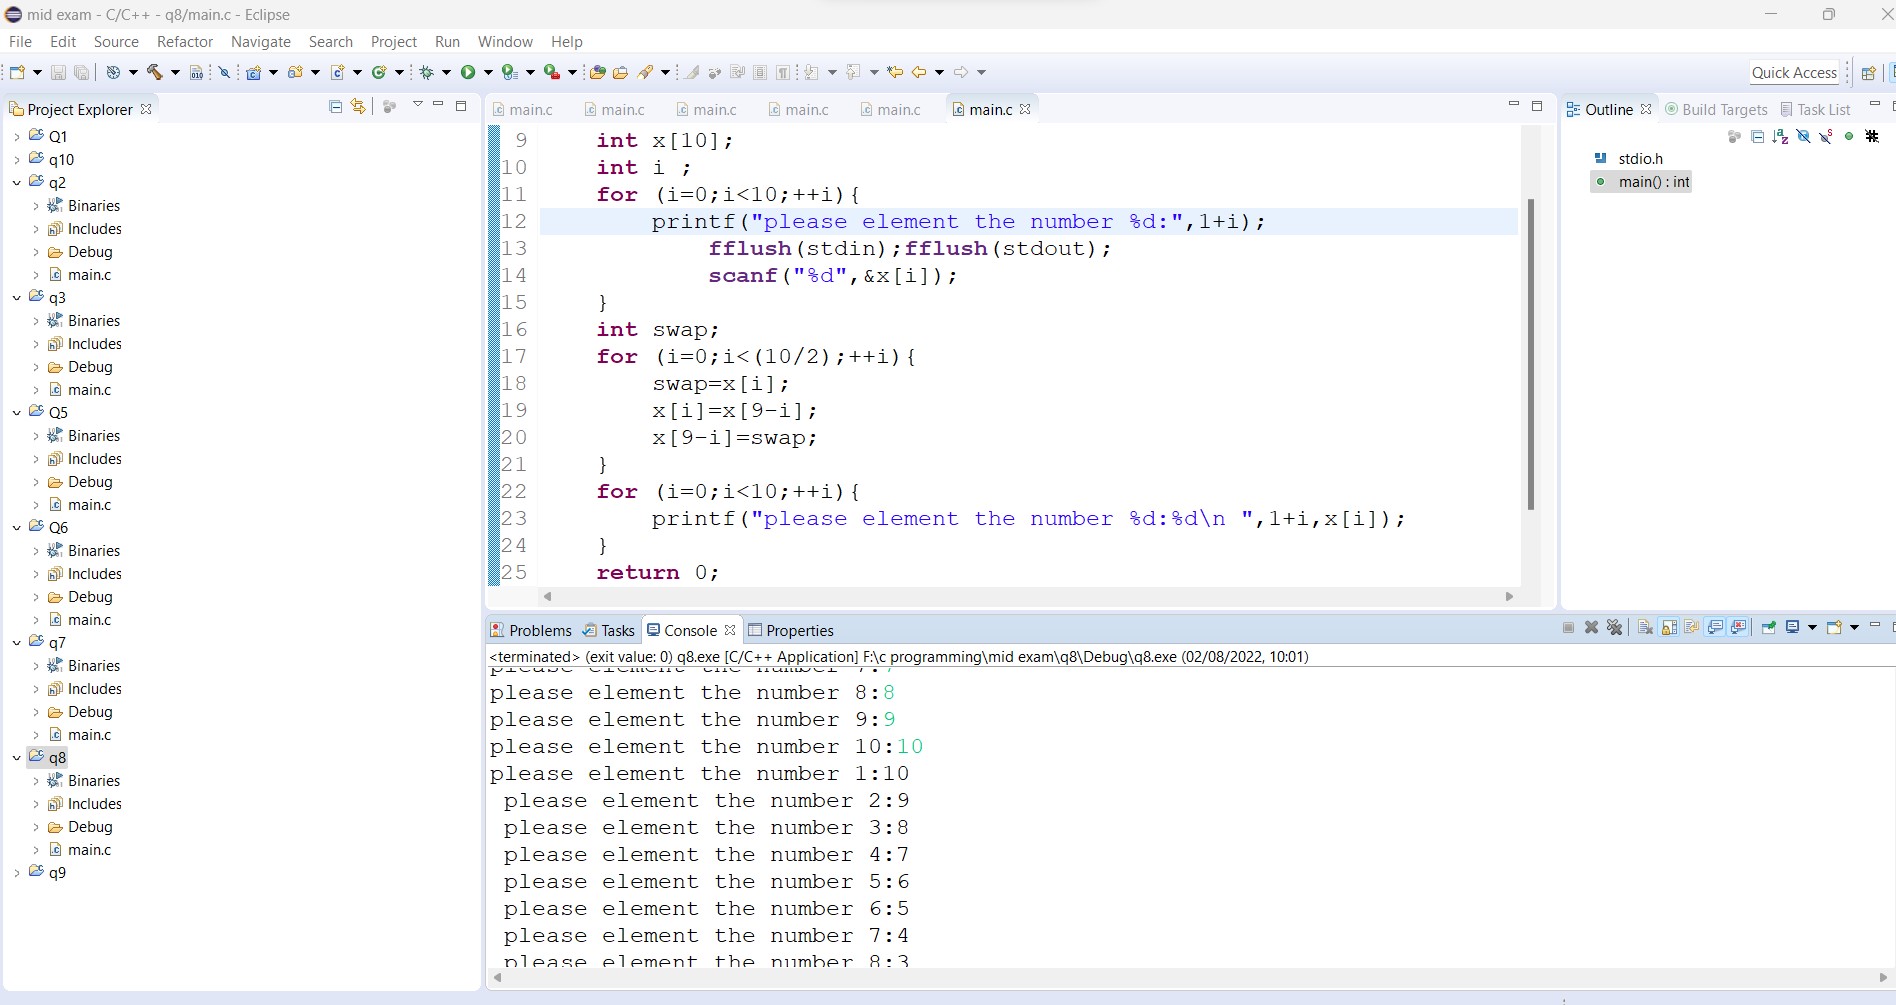 mid exam - C/C++ - q8/main.c - Eclipse
File Edit Source Refactor Navigate Search Project Run Window Help
Quick Access
Project Explorer
Q1
q10
q2
Binaries
Includes
Debug
main.c
q3
Binaries
Includes
Debug
main.c
Q5
Binaries
Includes
Debug
main.c
Q6
Binaries
Includes
Debug
main.c
q7
Binaries
Includes
Debug
main.c
q8
Binaries
Includes
Debug
main.c
q9
main.c main.c main.c main.c main.c main.c
9 int x[10];
10 int i ;
11 for (i=0;i<10;++i){
12 printf("please element the number %d:",1+i);
13 fflush(stdin);fflush(stdout);
14 scanf("%d",&x[i]);
15 }
16 int swap;
17 for (i=0;i<(10/2);++i){
18 swap=x[i];
19 x[i]=x[9-i];
20 x[9-i]=swap;
21 }
22 for (i=0;i<10;++i){
23 printf("please element the number %d:%d\n ",1+i,x[i]);
24 }
25 return 0;
Outline Build Targets Task List
stdio.h
main() : int
Problems Tasks Console Properties
<terminated> (exit value: 0) q8.exe [C/C++ Application] F:\c programming\mid exam\q8\Debug\q8.exe (02/08/2022, 10:01)
please element the number 7:7
please element the number 8:8
please element the number 9:9
please element the number 10:10
please element the number 1:10
please element the number 2:9
please element the number 3:8
please element the number 4:7
please element the number 5:6
please element the number 6:5
please element the number 7:4
please element the number 8:3